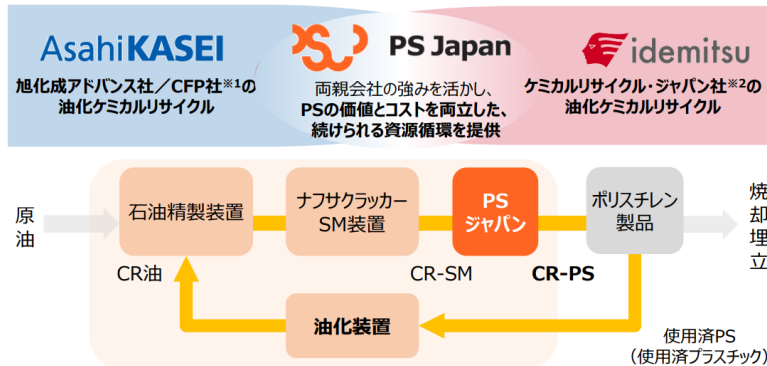 AsahiKASEI
旭化成アドバンス社／CFP社※1の
油化ケミカルリサイクル
PS Japan
両親会社の強みを活かし、
PSの価値とコストを両立した、
続けられる資源循環を提供
idemitsu
ケミカルリサイクル・ジャパン社※2の
油化ケミカルリサイクル
原油
石油精製装置
ナフサクラッカー
SM装置
PS
ジャパン
ポリスチレン
製品
焼却埋立
CR油
CR-SM
CR-PS
油化装置
使用済PS
（使用済プラスチック）